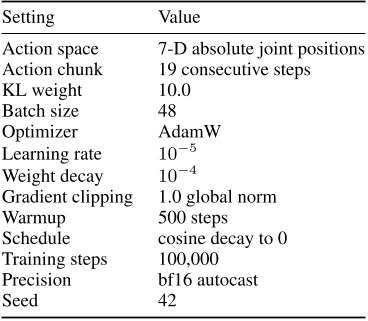 Setting Value
Action space 7-D absolute joint positions
Action chunk 19 consecutive steps
KL weight 10.0
Batch size 48
Optimizer AdamW
Learning rate 10⁻⁵
Weight decay 10⁻⁴
Gradient clipping 1.0 global norm
Warmup 500 steps
Schedule cosine decay to 0
Training steps 100,000
Precision bf16 autocast
Seed 42